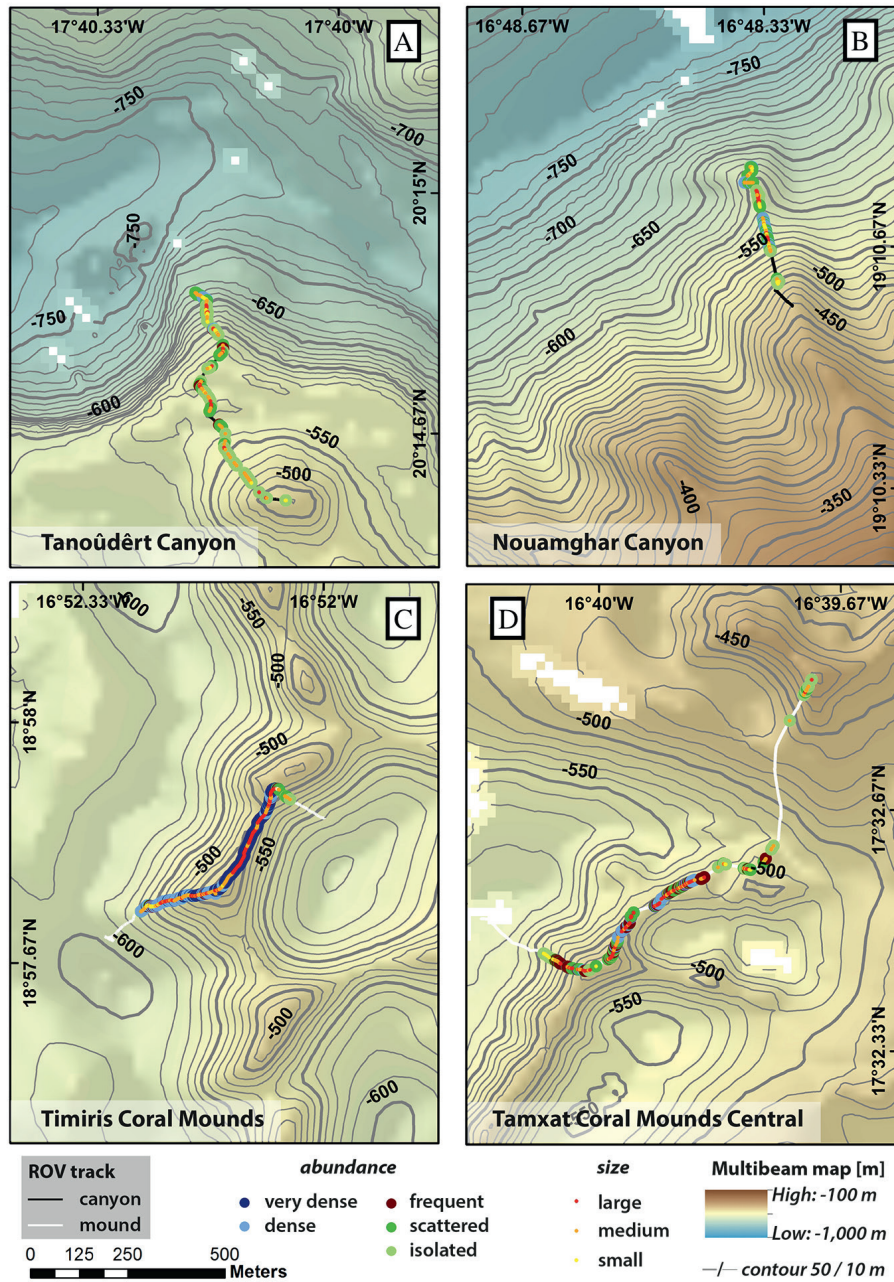 17°40.33'W
17°40'W
A
-750
-700
20°15'N
-750
-650
-750
-600
-550
20°14.67'N
-500
Tanoûdêrt Canyon
16°48.67'W
16°48.33'W
B
-750
-750
-650
-700
-550
19°10.67'N
-500
-450
-600
-400
-350
19°10.33'N
Nouamghar Canyon
16°52.33'W
-600
16°52'W
C
-550
-500
18°58'N
-500
-550
-500
-600
18°57.67'N
-500
-600
Timiris Coral Mounds
16°40'W
16°39.67'W
D
-450
-500
-550
17°32.67'N
-500
-500
-550
17°32.33'N
Tamxat Coral Mounds Central
ROV track
canyon
mound
0 125 250 500
Meters
abundance
very dense
dense
frequent
scattered
isolated
size
large
medium
small
Multibeam map [m]
High: -100 m
Low: -1,000 m
contour 50 / 10 m